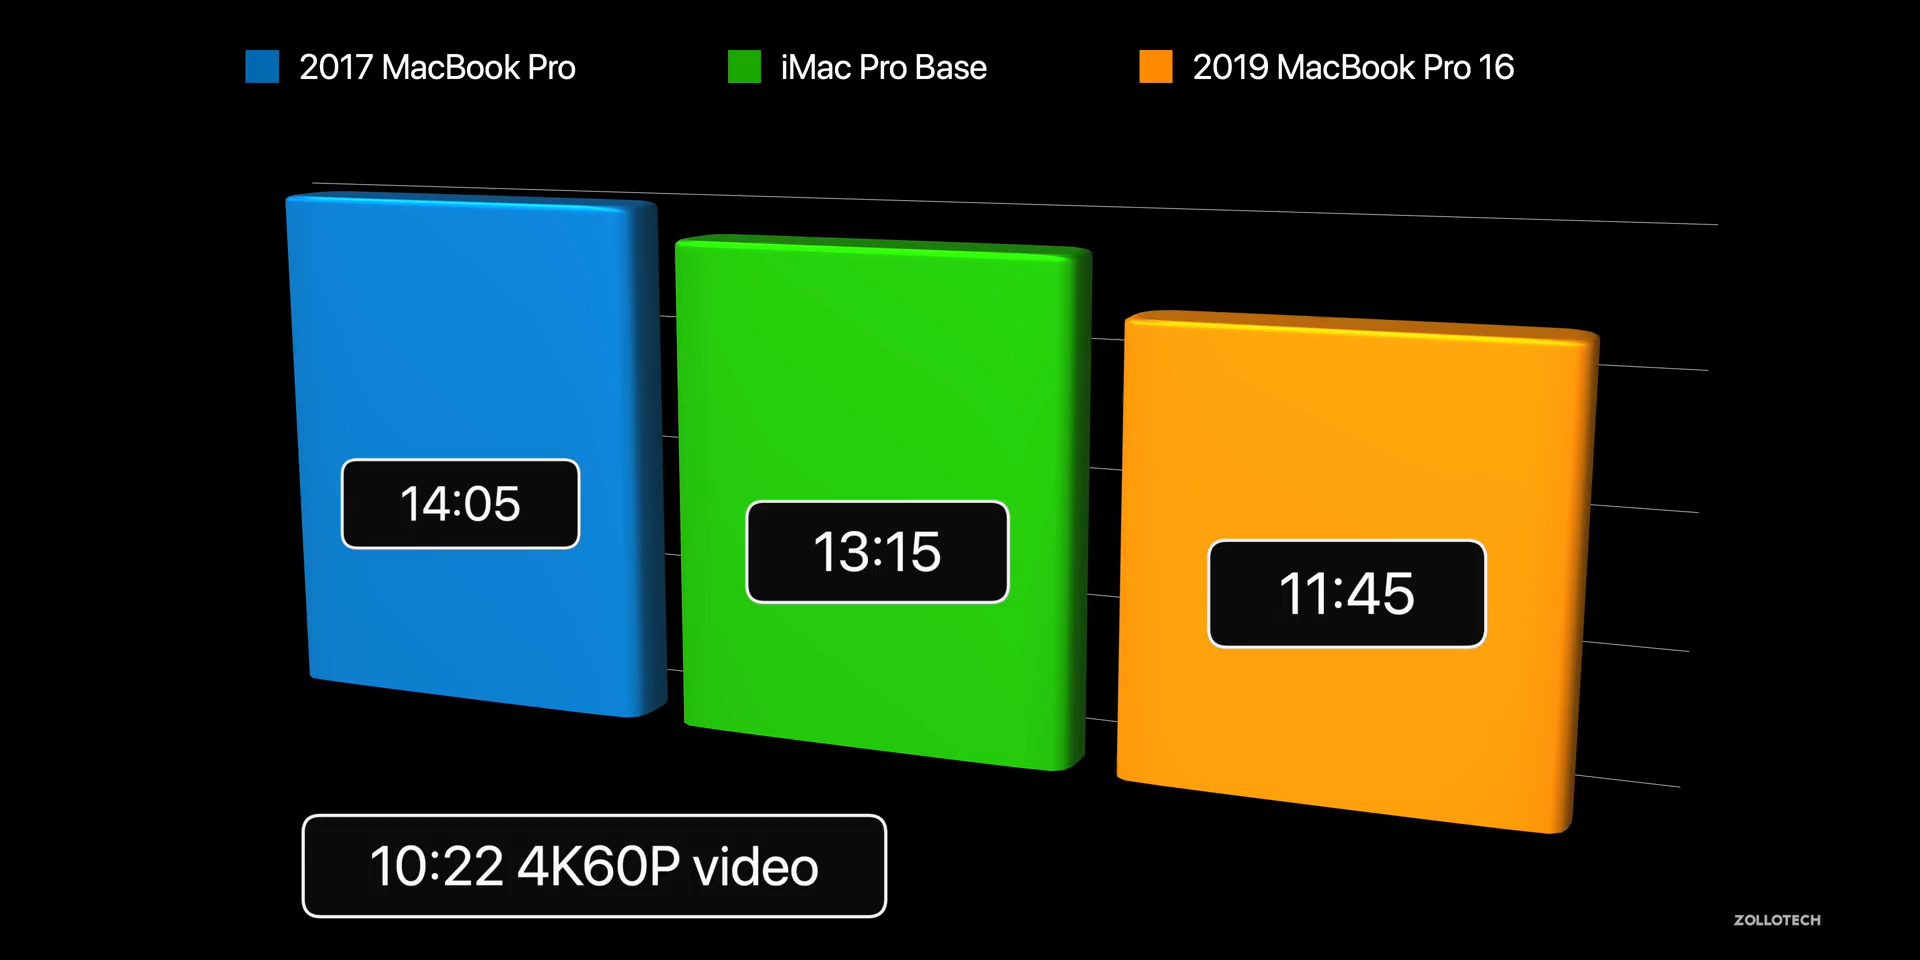 2017 MacBook Pro
iMac Pro Base
2019 MacBook Pro 16
14:05
13:15
11:45
10:22 4K60P video
ZOLLOTECH